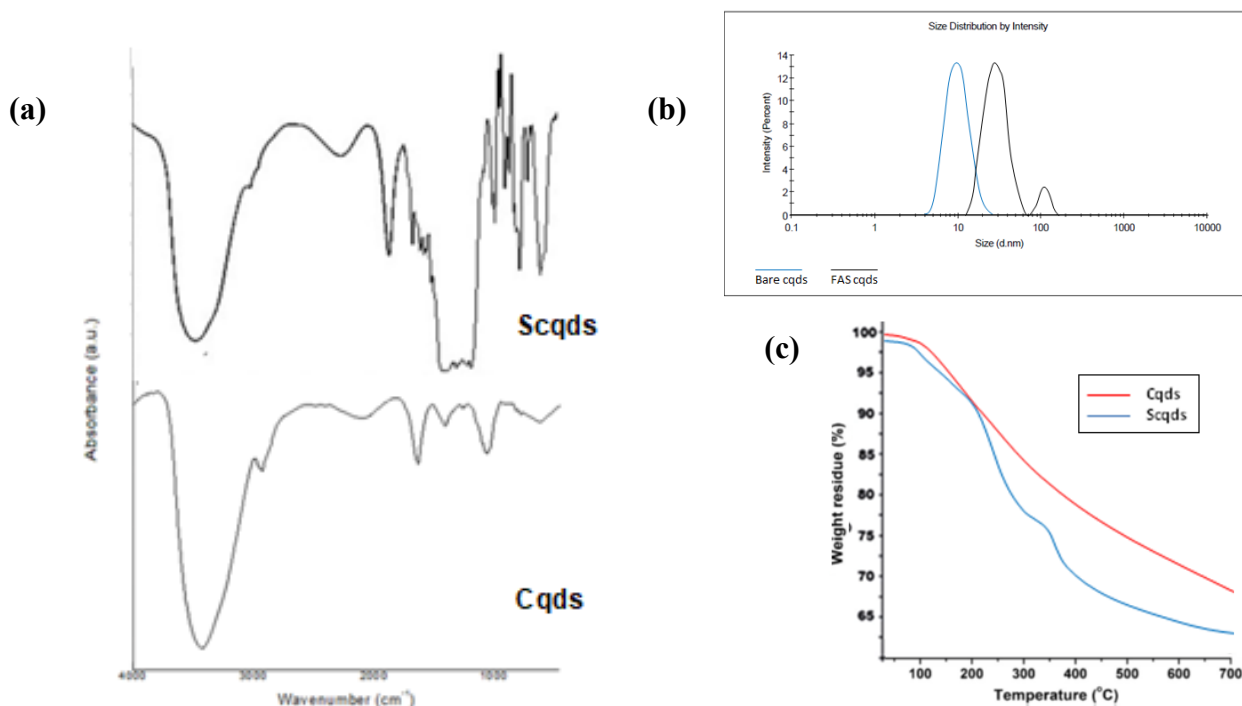 (a)
Scqds
Cqds
Absorbance (a.u.)
4000 3000 2000 1000
Wavenumber (cm⁻¹)
(b)
Size Distribution by Intensity
Intensity (Percent)
14
12
10
8
6
4
2
0
0.1 1 10 100 1000 10000
Size (d.nm)
Bare cqds FAS cqds
(c)
Weight residue (%)
100
95
90
85
80
75
70
65
Cqds
Scqds
100 200 300 400 500 600 700
Temperature (°C)